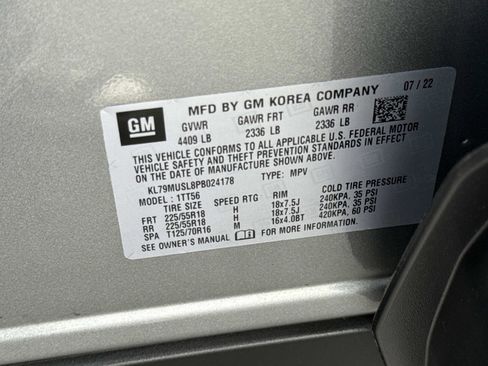 GM
MFD BY GM KOREA COMPANY
07 / 22
GVWR GAWR FRT GAWR RR
4409 LB 2336 LB 2336 LB
THIS VEHICLE CONFORMS TO ALL APPLICABLE U.S. FEDERAL MOTOR
VEHICLE SAFETY AND THEFT PREVENTION STANDARDS IN EFFECT ON
THE DATE OF MANUFACTURE SHOWN ABOVE.
KL79MUSL8PB024178 TYPE: MPV
MODEL: 1TT56
TIRE SIZE SPEED RTG RIM COLD TIRE PRESSURE
FRT 225/55R18 H 18x7.5J 240KPA, 35 PSI
RR 225/55R18 H 18x7.5J 240KPA, 35 PSI
SPA T125/70R16 M 16x4.0BT 420KPA, 60 PSI
SEE OWNER'S MANUAL FOR MORE INFORMATION.